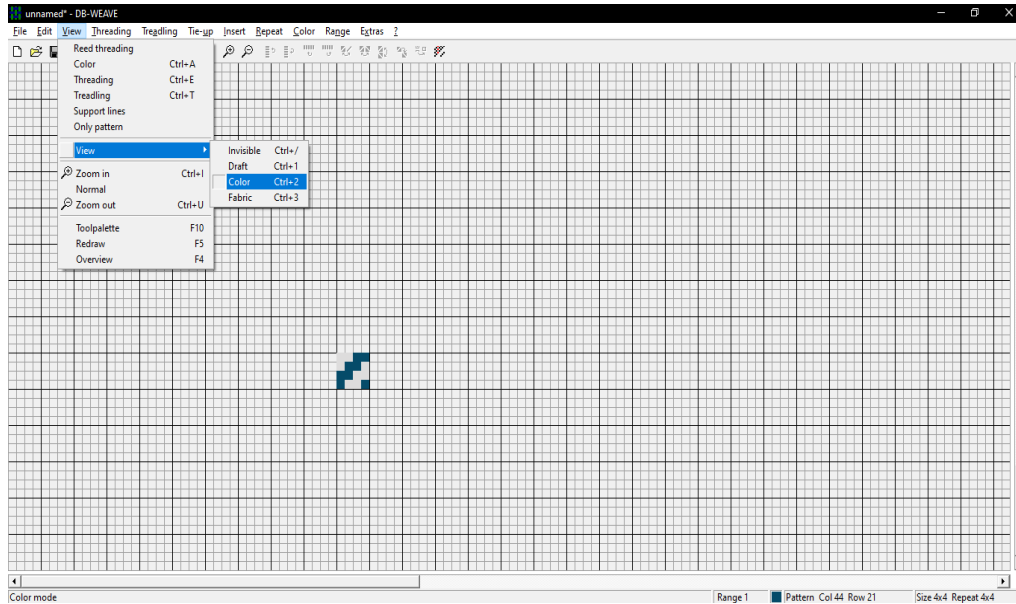 unnamed* - DB-WEAVE
File Edit View Threading Treadling Tie-up Insert Repeat Color Range Extras ?
Reed threading
Color Ctrl+A
Threading Ctrl+E
Treadling Ctrl+T
Support lines
Only pattern
View
Invisible Ctrl+/
Draft Ctrl+1
Color Ctrl+2
Fabric Ctrl+3
Zoom in Ctrl+I
Normal
Zoom out Ctrl+U
Toolpalette F10
Redraw F5
Overview F4
Color mode Range 1 Pattern Col 44 Row 21 Size 4x4 Repeat 4x4